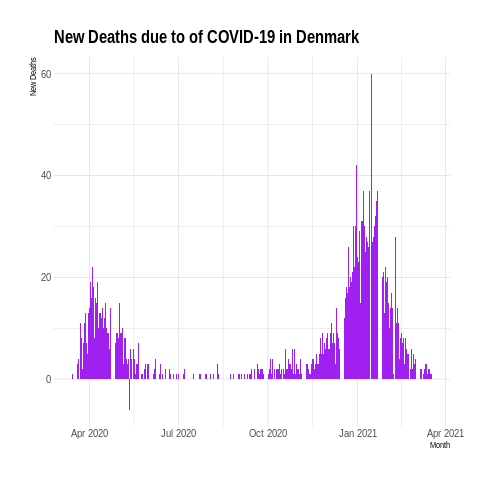 New Deaths due to of COVID-19 in Denmark
New Deaths
60
40
20
0
Apr 2020
Jul 2020
Oct 2020
Jan 2021
Apr 2021
Month